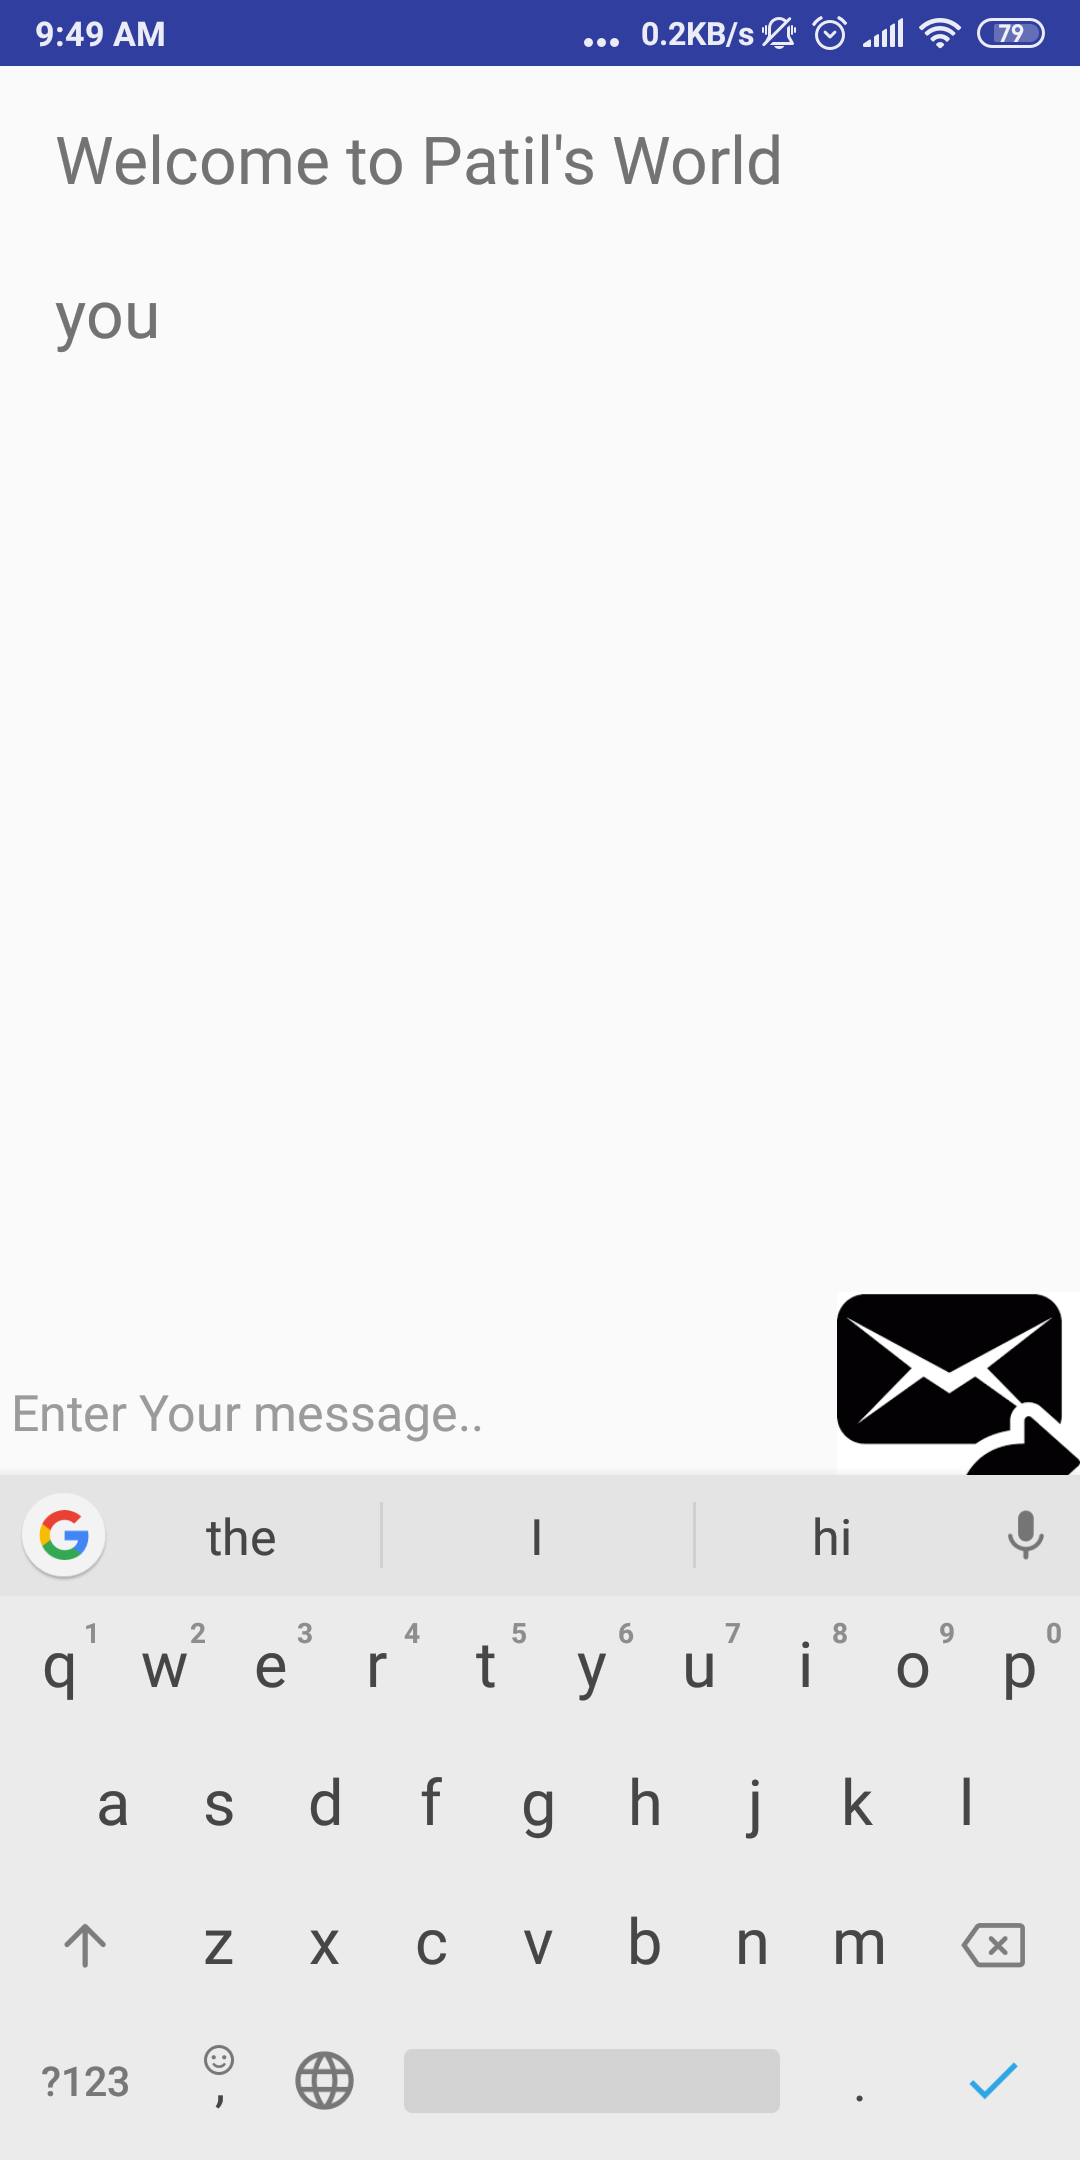 9:49 AM ... 0.2KB/s 79
Welcome to Patil's World
you
Enter Your message..
G the I hi
q 1 w 2 e 3 r 4 t 5 y 6 u 7 i 8 o 9 p 0
a s d f g h j k l
z x c v b n m
?123 , .